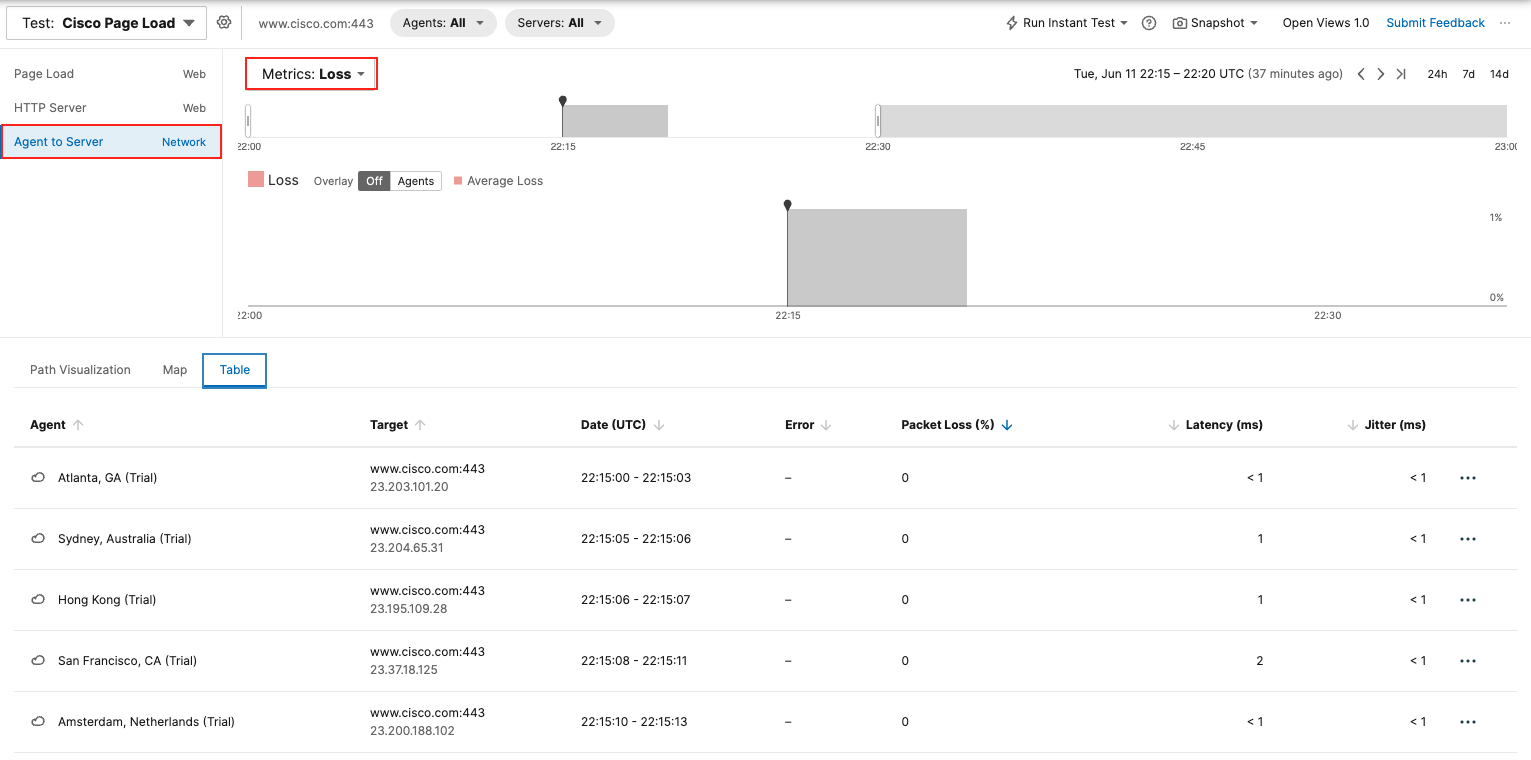 Test: Cisco Page Load www.cisco.com:443 Agents: All Servers: All Run Instant Test Snapshot Open Views 1.0 Submit Feedback
Page Load Web
HTTP Server Web
Agent to Server Network
Metrics: Loss
Tue, Jun 11 22:15 – 22:20 UTC (37 minutes ago) 24h 7d 14d
22:00 22:15 22:30 22:45 23:00
Loss Overlay Off Agents Average Loss
1%
0%
22:00 22:15 22:30
Path Visualization Map Table
Agent Target Date (UTC) Error Packet Loss (%) Latency (ms) Jitter (ms)
Atlanta, GA (Trial) www.cisco.com:443 22:15:00 - 22:15:03 – 0 < 1 < 1
23.203.101.20
Sydney, Australia (Trial) www.cisco.com:443 22:15:05 - 22:15:06 – 0 1 < 1
23.204.65.31
Hong Kong (Trial) www.cisco.com:443 22:15:06 - 22:15:07 – 0 1 < 1
23.195.109.28
San Francisco, CA (Trial) www.cisco.com:443 22:15:08 - 22:15:11 – 0 2 < 1
23.37.18.125
Amsterdam, Netherlands (Trial) www.cisco.com:443 22:15:10 - 22:15:13 – 0 < 1 < 1
23.200.188.102